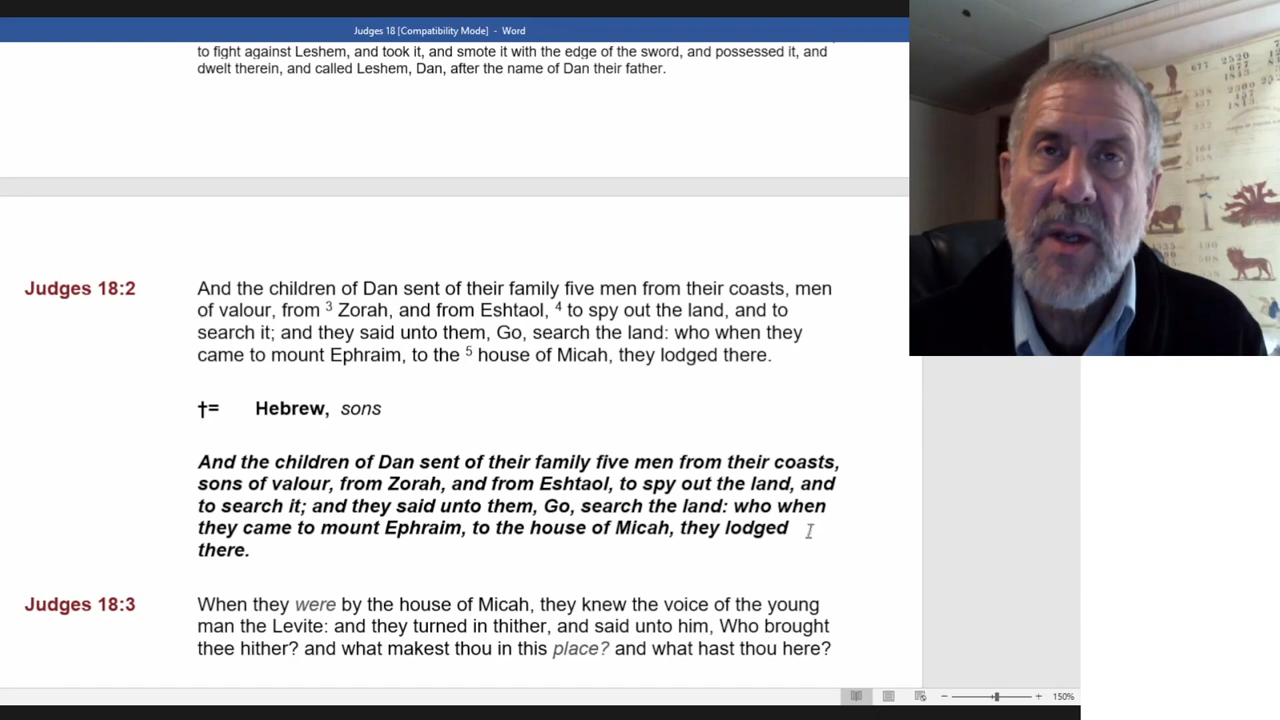 Judges 18 [Compatibility Mode] - Word
to fight against Leshem, and took it, and smote it with the edge of the sword, and possessed it, and
dwelt therein, and called Leshem, Dan, after the name of Dan their father.
Judges 18:2
And the children of Dan sent of their family five men from their coasts, men
of valour, from 3 Zorah, and from Eshtaol, 4 to spy out the land, and to
search it; and they said unto them, Go, search the land: who when they
came to mount Ephraim, to the 5 house of Micah, they lodged there.
†= Hebrew, sons
And the children of Dan sent of their family five men from their coasts,
sons of valour, from Zorah, and from Eshtaol, to spy out the land, and
to search it; and they said unto them, Go, search the land: who when
they came to mount Ephraim, to the house of Micah, they lodged
there.
Judges 18:3
When they were by the house of Micah, they knew the voice of the young
man the Levite: and they turned in thither, and said unto him, Who brought
thee hither? and what makest thou in this place? and what hast thou here?
150%
677 2520
1843
538 2300
457 457
1843